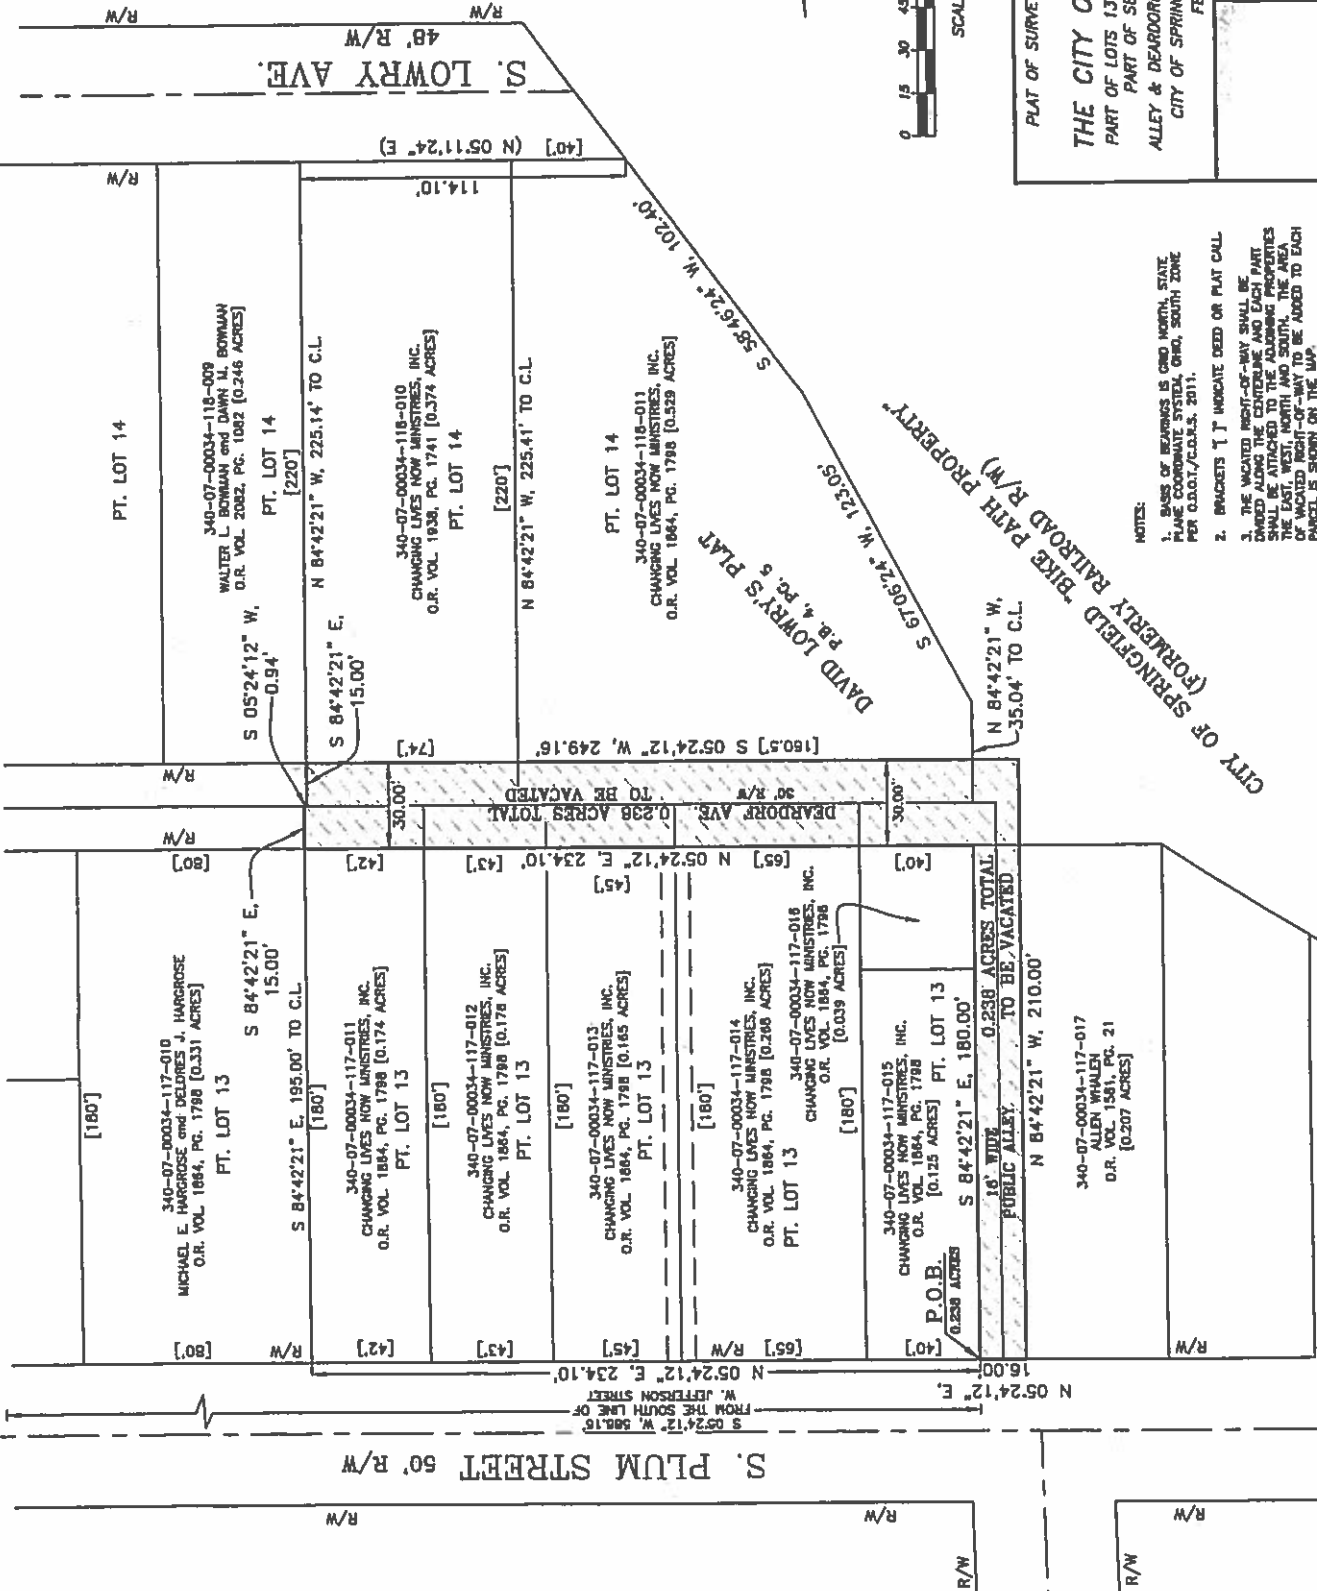 R/W
R/W
48' R/W
S. LOWRY AVE.
[40'] (N 05°11'24" E)
114.10'
R/W
PT. LOT 14
340-07-00034-118-009
WALTER L. BOWMAN and DAWN M. BOWMAN
O.R. VOL. 2082, PG. 1082 [0.246 ACRES]
PT. LOT 14
[220']
N 84°42'21" W, 225.14' TO C.L.
340-07-00034-118-010
CHANGING LIVES NOW MINISTRIES, INC.
O.R. VOL. 1938, PG. 1741 [0.374 ACRES]
PT. LOT 14
[220']
N 84°42'21" W, 225.41' TO C.L.
PT. LOT 14
340-07-00034-118-011
CHANGING LIVES NOW MINISTRIES, INC.
O.R. VOL. 1864, PG. 1798 [0.529 ACRES]
S 58°46'24" W, 102.40'
S 67°06'24" W, 123.05'
DAVID LOWRY'S PLAT
P.B. 4, PG. 5
CITY OF SPRINGFIELD "BIKE PATH PROPERTY"
(FORMERLY RAILROAD R/W)
N 84°42'21" W,
35.04' TO C.L.
S 05°24'12" W,
0.94'
S 84°42'21" E,
15.00'
[74']
[160.5'] S 05°24'12" W, 249.16'
R/W
R/W
30.00'
0.238 ACRES TOTAL
TO BE VACATED
DEARDORF AVE
30' R/W
30.00'
N 05°24'12" E, 234.10'
[80']
[42']
[43']
[45']
[65']
[40']
S 84°42'21" E,
15.00'
[180']
340-07-00034-117-010
MICHAEL E. HARGROSE and DELORES J. HARGROSE
O.R. VOL. 1864, PG. 1798 [0.331 ACRES]
PT. LOT 13
S 84°42'21" E, 195.00' TO C.L.
[180']
340-07-00034-117-011
CHANGING LIVES NOW MINISTRIES, INC.
O.R. VOL. 1864, PG. 1798 [0.174 ACRES]
PT. LOT 13
[180']
340-07-00034-117-012
CHANGING LIVES NOW MINISTRIES, INC.
O.R. VOL. 1864, PG. 1798 [0.178 ACRES]
PT. LOT 13
[180']
340-07-00034-117-013
CHANGING LIVES NOW MINISTRIES, INC.
O.R. VOL. 1864, PG. 1798 [0.165 ACRES]
PT. LOT 13
[180']
340-07-00034-117-014
CHANGING LIVES NOW MINISTRIES, INC.
O.R. VOL. 1864, PG. 1798 [0.268 ACRES]
PT. LOT 13
340-07-00034-117-016
CHANGING LIVES NOW MINISTRIES, INC.
O.R. VOL. 1864, PG. 1798
[0.039 ACRES]
[180']
340-07-00034-117-015
CHANGING LIVES NOW MINISTRIES, INC.
O.R. VOL. 1864, PG. 1798
[0.125 ACRES] PT. LOT 13
P.O.B.
0.238 ACRES
S 84°42'21" E, 180.00'
16' WIDE 0.238 ACRES TOTAL
PUBLIC ALLEY TO BE VACATED
N 84°42'21" W, 210.00'
340-07-00034-117-017
ALLEN WHALEN
O.R. VOL. 1581, PG. 21
[0.207 ACRES]
[80']
R/W
[42']
[43']
[45']
R/W
[65']
[40']
R/W
N 05°24'12" E, 234.10'
16.00'
N 05°24'12" E,
S 05°24'12" W, 586.16'
FROM THE SOUTH LINE OF
W. JEFFERSON STREET
S. PLUM STREET 50' R/W
R/W
R/W
R/W
R/W
R/W
NOTES:
1. BASIS OF BEARINGS IS GRID NORTH, STATE
PLANE COORDINATE SYSTEM, OHIO, SOUTH ZONE
PER O.D.O.T./C.O.R.S. 2011.
2. BRACKETS "[ ]" INDICATE DEED OR PLAT CALL.
3. THE VACATED RIGHT-OF-WAY SHALL BE
DIVIDED ALONG THE CENTERLINE AND EACH PART
SHALL BE ATTACHED TO THE ADJOINING PROPERTIES
THE EAST, WEST, NORTH AND SOUTH. THE AREA
OF VACATED RIGHT-OF-WAY TO BE ADDED TO EACH
PARCEL IS SHOWN ON THE MAP.
0 15 30 45
SCAL
PLAT OF SURVE
THE CITY O
PART OF LOTS 13
PART OF SE
ALLEY & DEARDOR
CITY OF SPRIN
FE